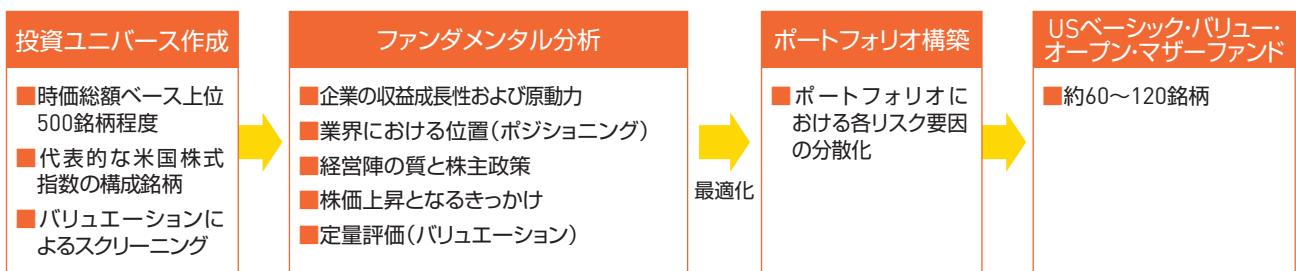 投資ユニバース作成
■時価総額ベース上位
500銘柄程度
■代表的な米国株式
指数の構成銘柄
■バリュエーションに
よるスクリーニング
ファンダメンタル分析
■企業の収益成長性および原動力
■業界における位置(ポジショニング)
■経営陣の質と株主政策
■株価上昇となるきっかけ
■定量評価(バリュエーション)
最適化
ポートフォリオ構築
■ポートフォリオに
おける各リスク要因
の分散化
USベーシック・バリュー・
オープン・マザーファンド
■約60～120銘柄